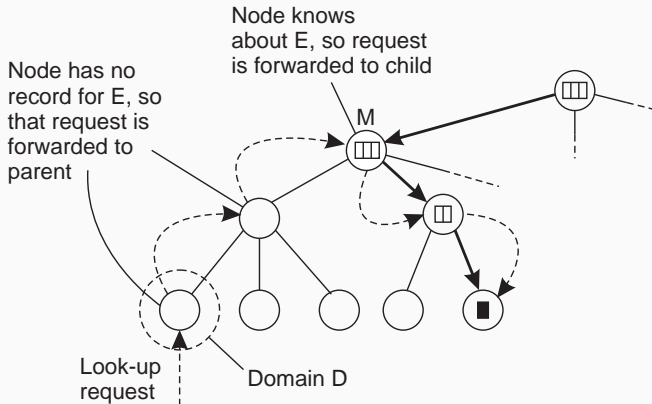 Node knows
about E, so request
is forwarded to child
Node has no
record for E, so
that request is
forwarded to
parent
M
Look-up
request
Domain D